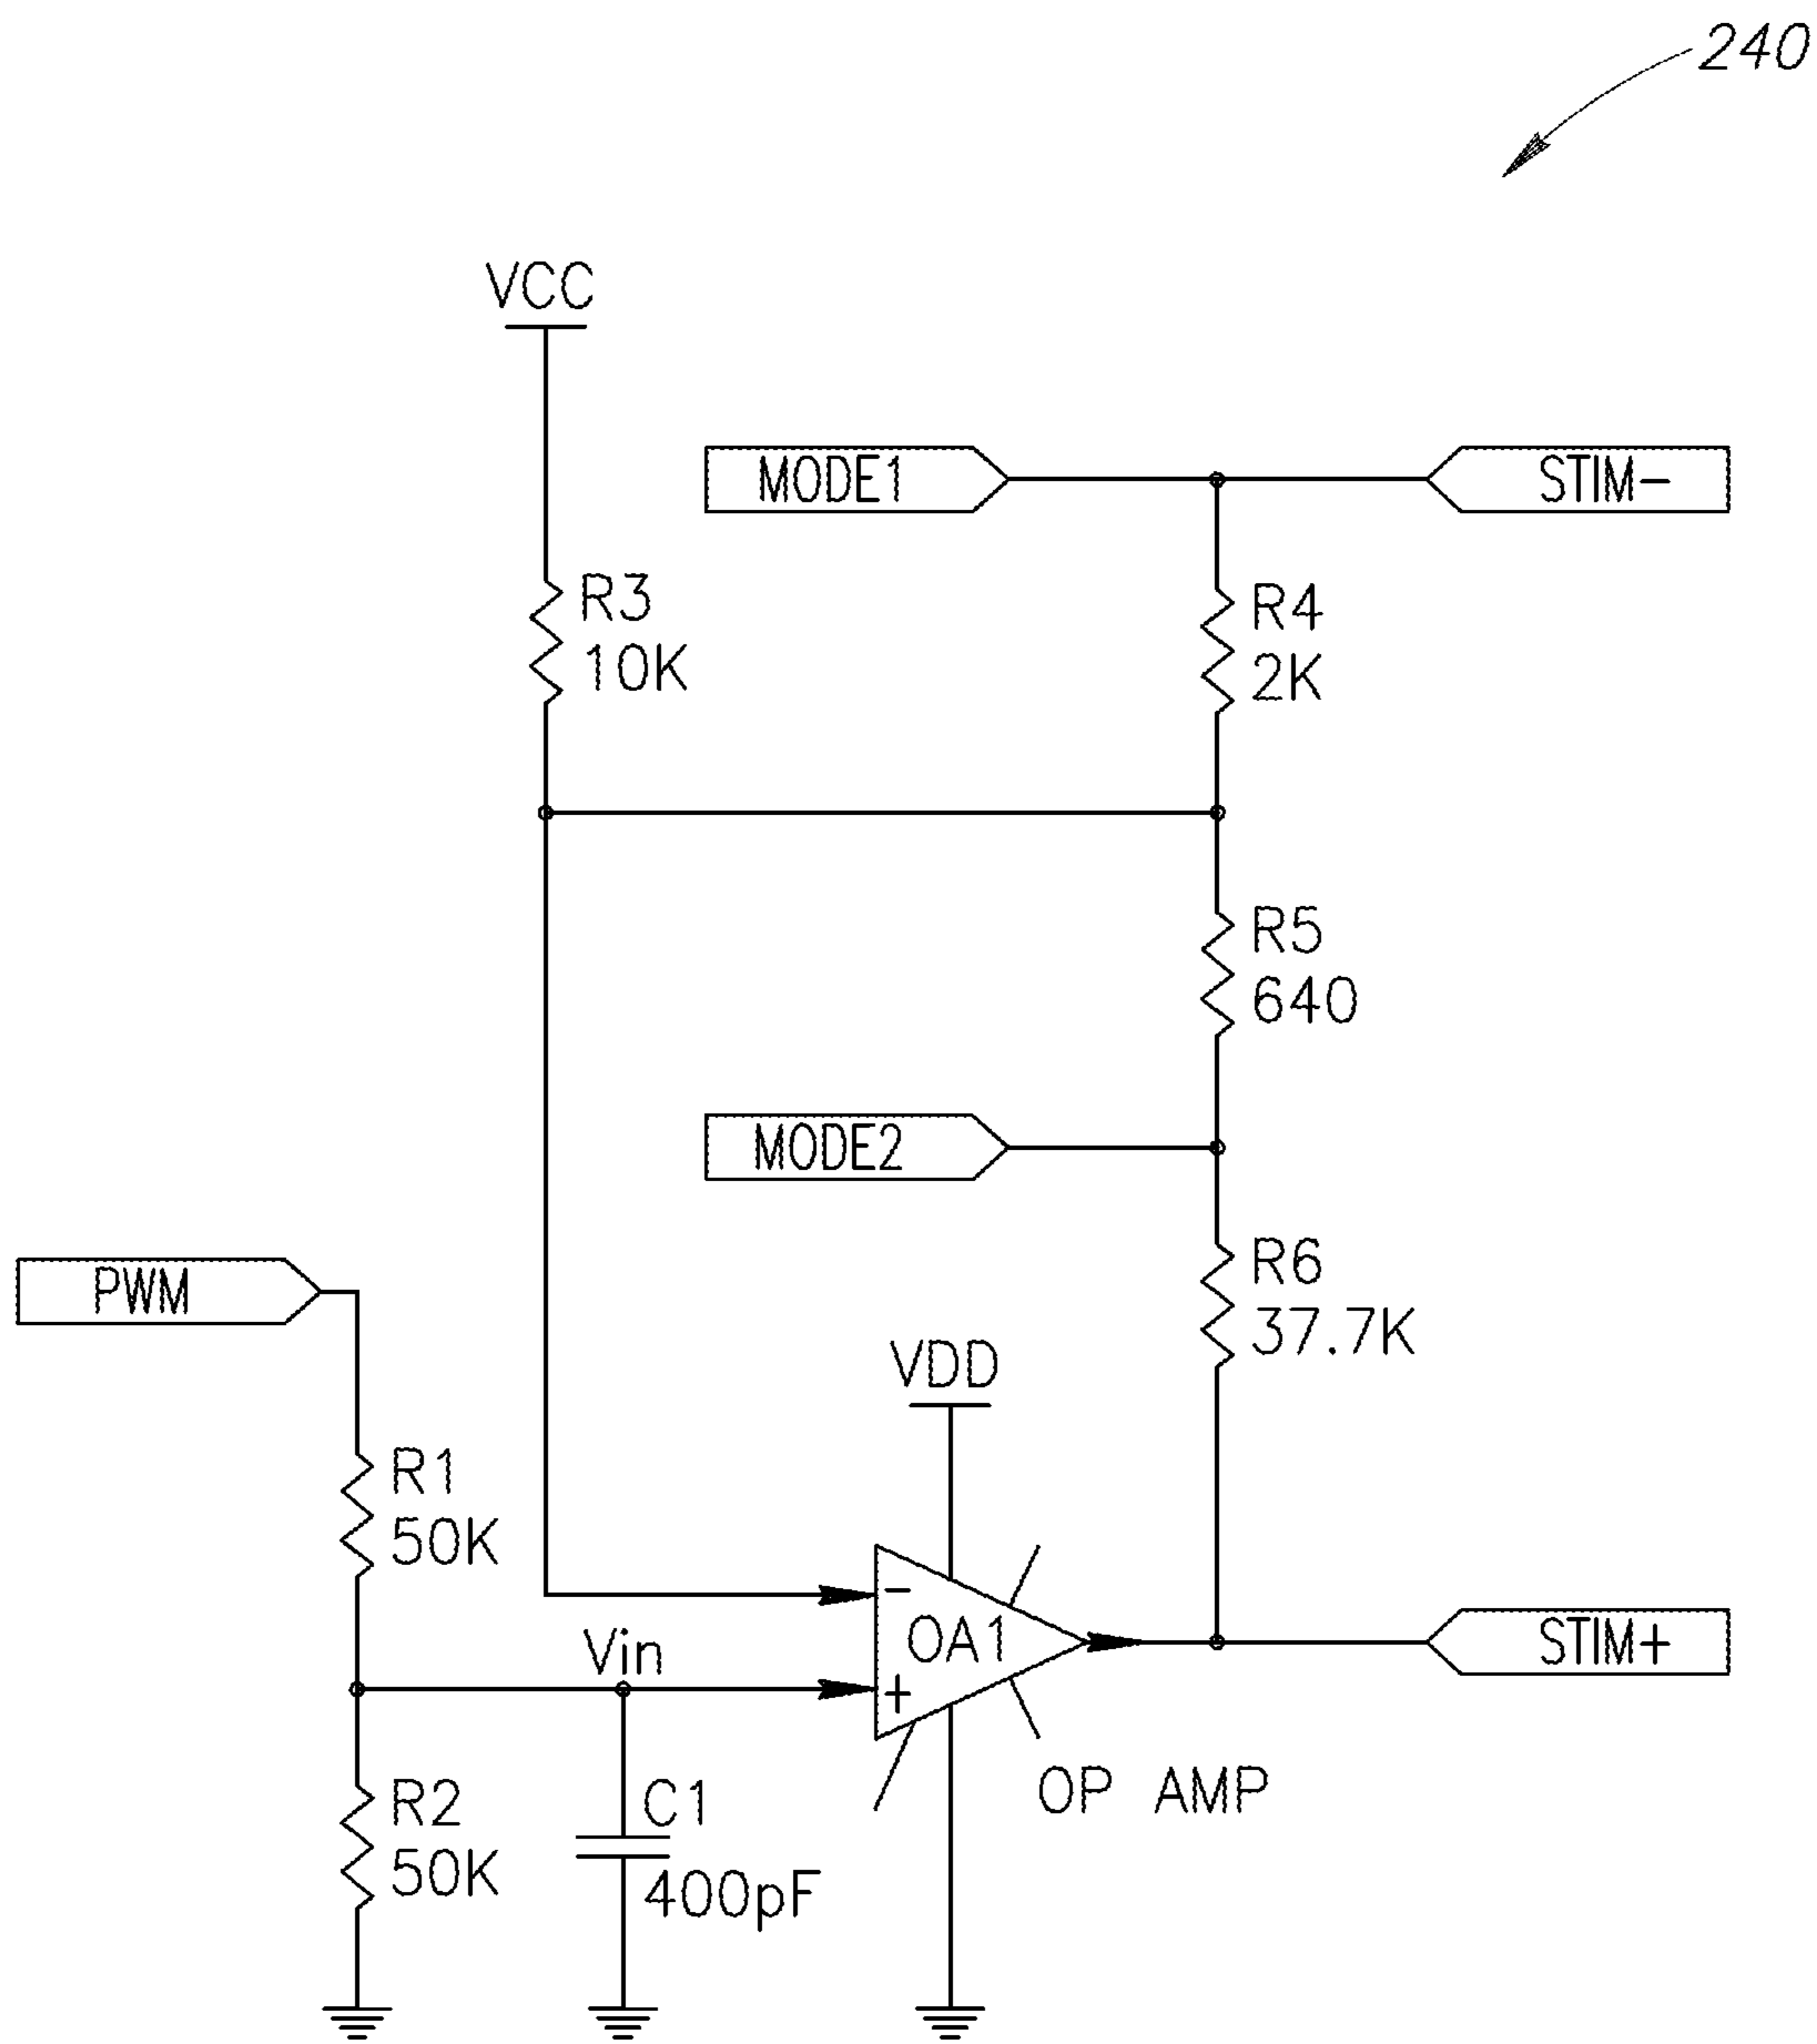 240
VCC
MODE1
STIM-
R3
10K
R4
2K
R5
640
MODE2
PWM
R6
37.7K
VDD
R1
50K
-
OA1
+
Vin
STIM+
OP AMP
R2
50K
C1
400pF